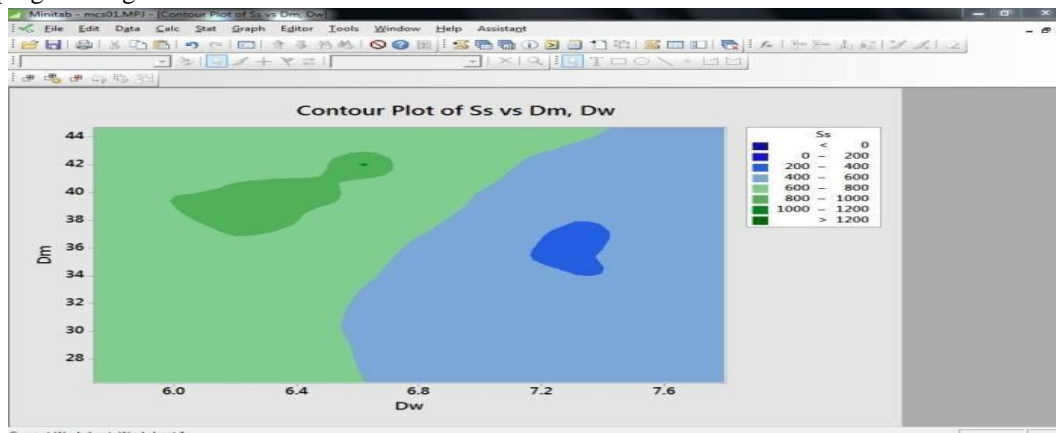 Minitab - mcs01.MPJ - [Contour Plot of Ss vs Dm, Dw]
File Edit Data Calc Stat Graph Editor Tools Window Help Assistant
Contour Plot of Ss vs Dm, Dw
Ss
< 0
0 – 200
200 – 400
400 – 600
600 – 800
800 – 1000
1000 – 1200
> 1200
Dm
44
42
40
38
36
34
32
30
28
6.0 6.4 6.8 7.2 7.6
Dw